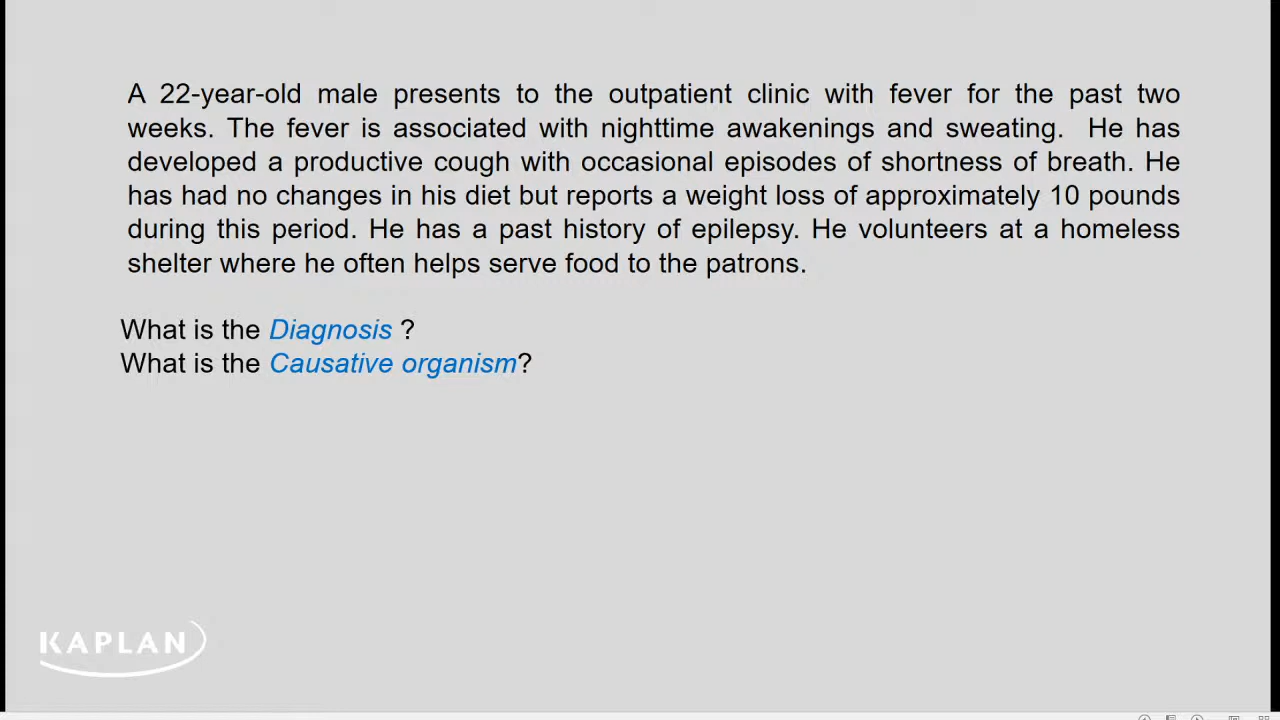 A 22-year-old male presents to the outpatient clinic with fever for the past two
weeks. The fever is associated with nighttime awakenings and sweating. He has
developed a productive cough with occasional episodes of shortness of breath. He
has had no changes in his diet but reports a weight loss of approximately 10 pounds
during this period. He has a past history of epilepsy. He volunteers at a homeless
shelter where he often helps serve food to the patrons.
What is the Diagnosis ?
What is the Causative organism?
KAPLAN